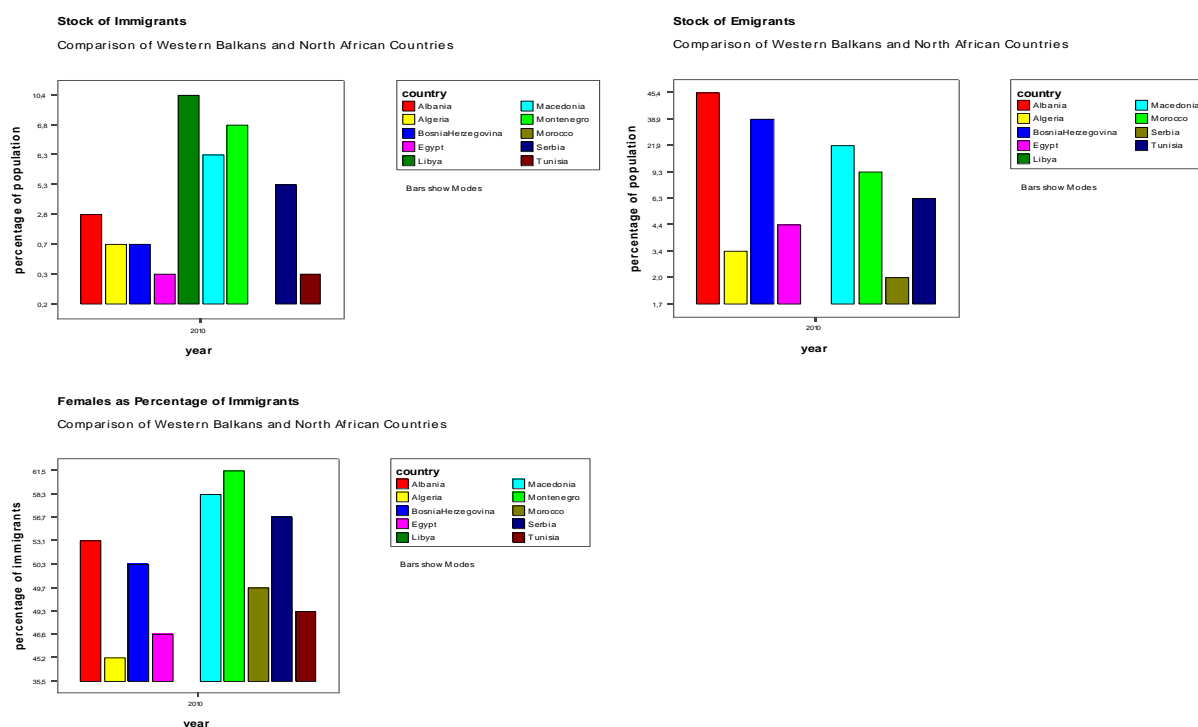 Stock of Immigrants
Comparison of Western Balkans and North African Countries
percentage of population
10,4
6,8
6,3
5,3
2,8
0,7
0,3
0,2
2010
year
country
Albania
Algeria
BosniaHerzegovina
Egypt
Libya
Macedonia
Montenegro
Morocco
Serbia
Tunisia
Bars show Modes
Stock of Emigrants
Comparison of Western Balkans and North African Countries
percentage of population
45,4
38,9
21,9
9,3
6,3
4,4
3,4
2,0
1,7
2010
year
country
Albania
Algeria
BosniaHerzegovina
Egypt
Libya
Macedonia
Morocco
Serbia
Tunisia
Bars show Modes
Females as Percentage of Immigrants
Comparison of Western Balkans and North African Countries
percentage of immigrants
61,5
58,3
56,7
53,1
50,3
49,7
49,3
46,6
45,2
35,5
2010
year
country
Albania
Algeria
BosniaHerzegovina
Egypt
Libya
Macedonia
Montenegro
Morocco
Serbia
Tunisia
Bars show Modes